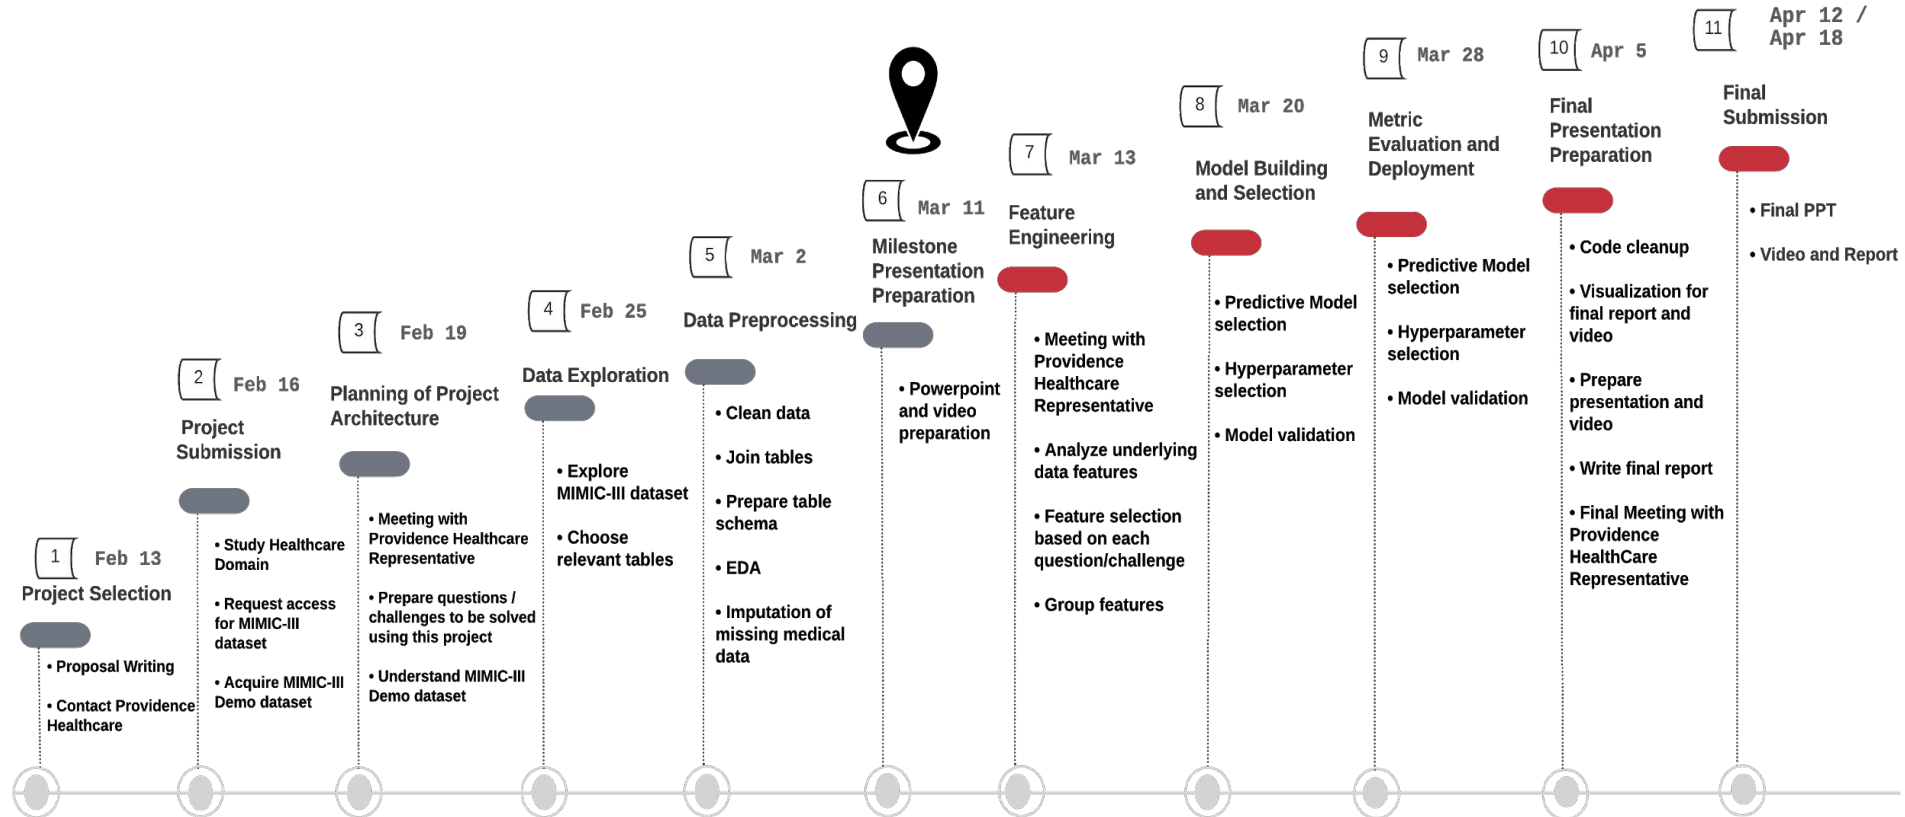 1
Feb 13
Project Selection
• Proposal Writing
• Contact Providence
Healthcare
2
Feb 16
Project
Submission
• Study Healthcare
Domain
• Request access
for MIMIC-III
dataset
• Acquire MIMIC-III
Demo dataset
3
Feb 19
Planning of Project
Architecture
• Meeting with
Providence Healthcare
Representative
• Prepare questions /
challenges to be solved
using this project
• Understand MIMIC-III
Demo dataset
4
Feb 25
Data Exploration
• Explore
MIMIC-III dataset
• Choose
relevant tables
5
Mar 2
Data Preprocessing
• Clean data
• Join tables
• Prepare table
schema
• EDA
• Imputation of
missing medical
data
6
Mar 11
Milestone
Presentation
Preparation
• Powerpoint
and video
preparation
7
Mar 13
Feature
Engineering
• Meeting with
Providence
Healthcare
Representative
• Analyze underlying
data features
• Feature selection
based on each
question/challenge
• Group features
8
Mar 20
Model Building
and Selection
• Predictive Model
selection
• Hyperparameter
selection
• Model validation
9
Mar 28
Metric
Evaluation and
Deployment
• Predictive Model
selection
• Hyperparameter
selection
• Model validation
10
Apr 5
Final
Presentation
Preparation
• Code cleanup
• Visualization for
final report and
video
• Prepare
presentation and
video
• Write final report
• Final Meeting with
Providence
HealthCare
Representative
11
Apr 12 /
Apr 18
Final
Submission
• Final PPT
• Video and Report